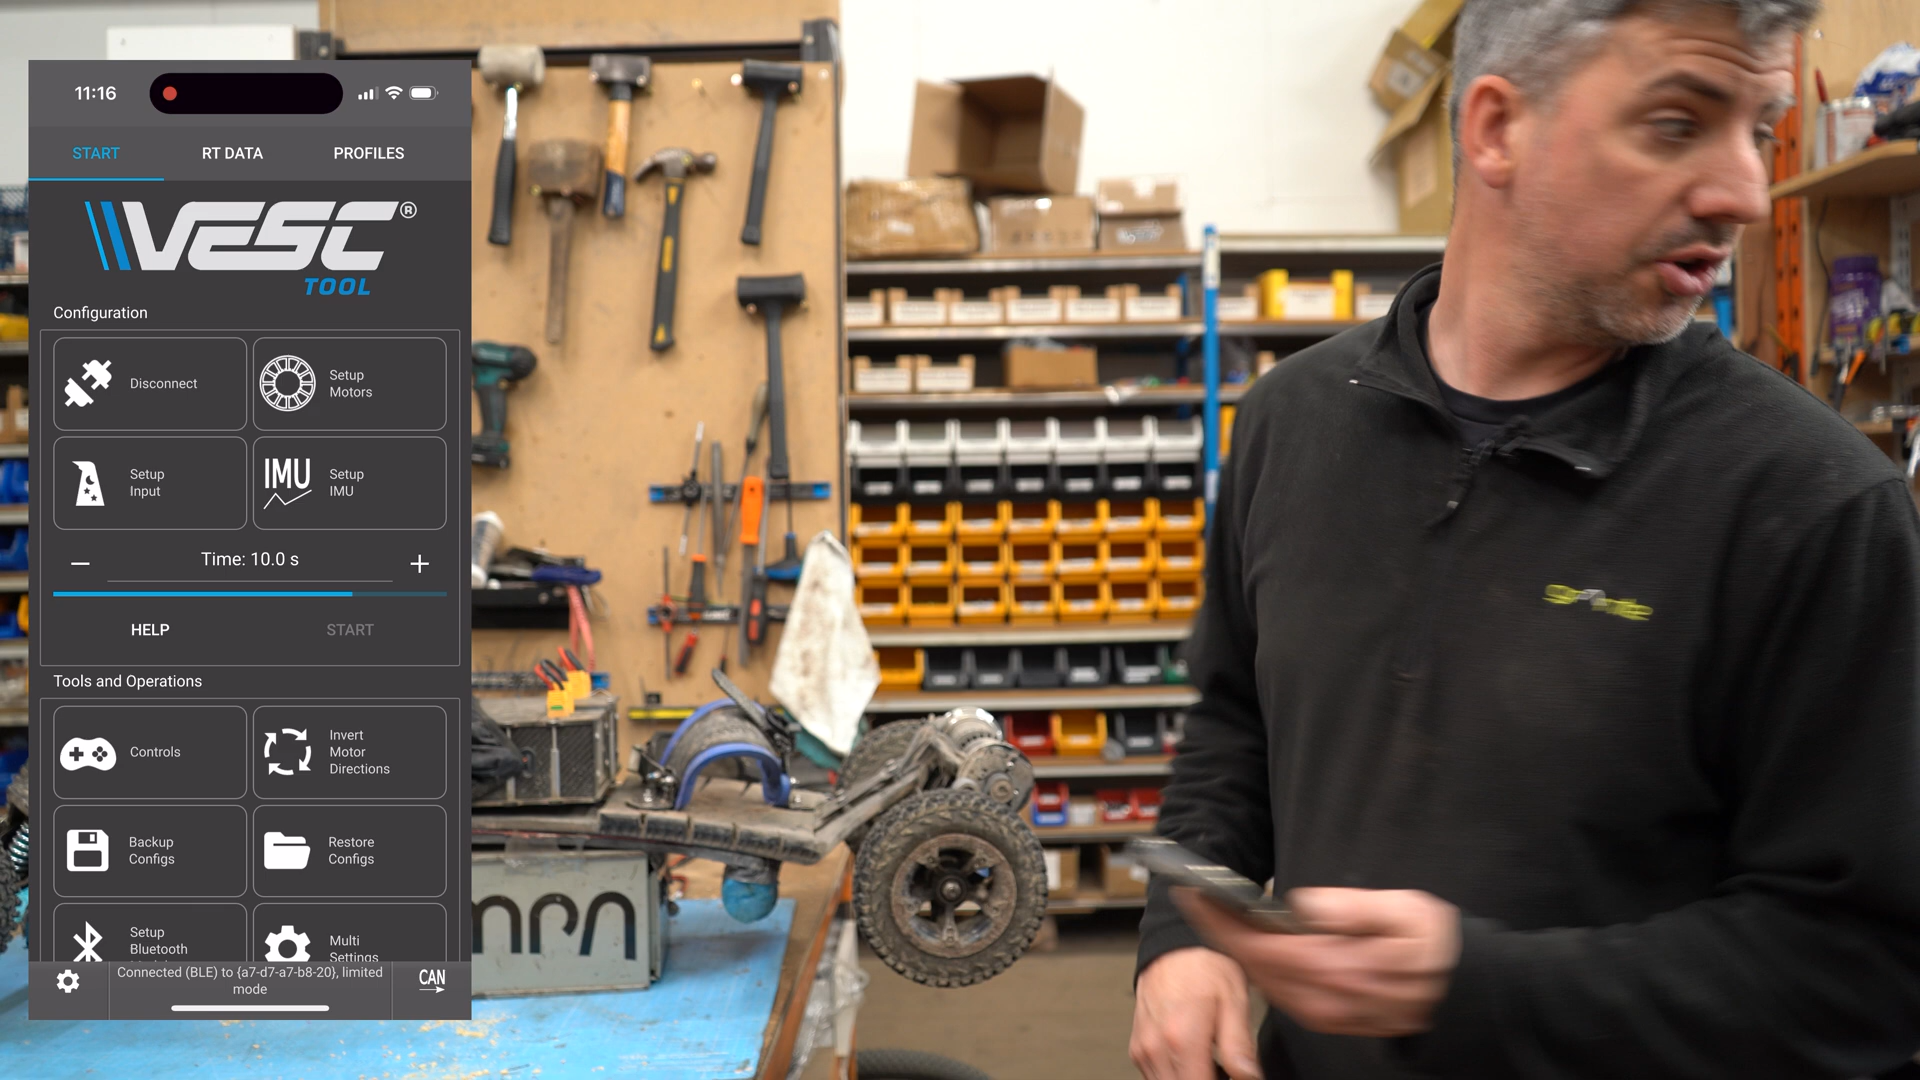 11:16
START
RT DATA
PROFILES
VESC®
TOOL
Configuration
Disconnect
Setup
Motors
Setup
Input
IMU
Setup
IMU
Time: 10.0 s
HELP
START
Tools and Operations
Controls
Invert
Motor
Directions
Backup
Configs
Restore
Configs
Setup
Bluetooth
Multi
Settings
Connected (BLE) to {a7-d7-a7-b8-20}, limited
mode
CAN